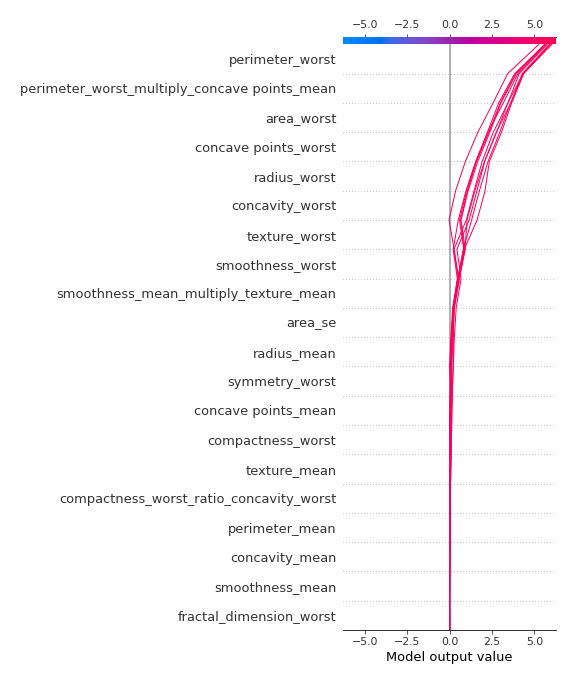 −5.0 −2.5 0.0 2.5 5.0
perimeter_worst
perimeter_worst_multiply_concave points_mean
area_worst
concave points_worst
radius_worst
concavity_worst
texture_worst
smoothness_worst
smoothness_mean_multiply_texture_mean
area_se
radius_mean
symmetry_worst
concave points_mean
compactness_worst
texture_mean
compactness_worst_ratio_concavity_worst
perimeter_mean
concavity_mean
smoothness_mean
fractal_dimension_worst
−5.0 −2.5 0.0 2.5 5.0
Model output value